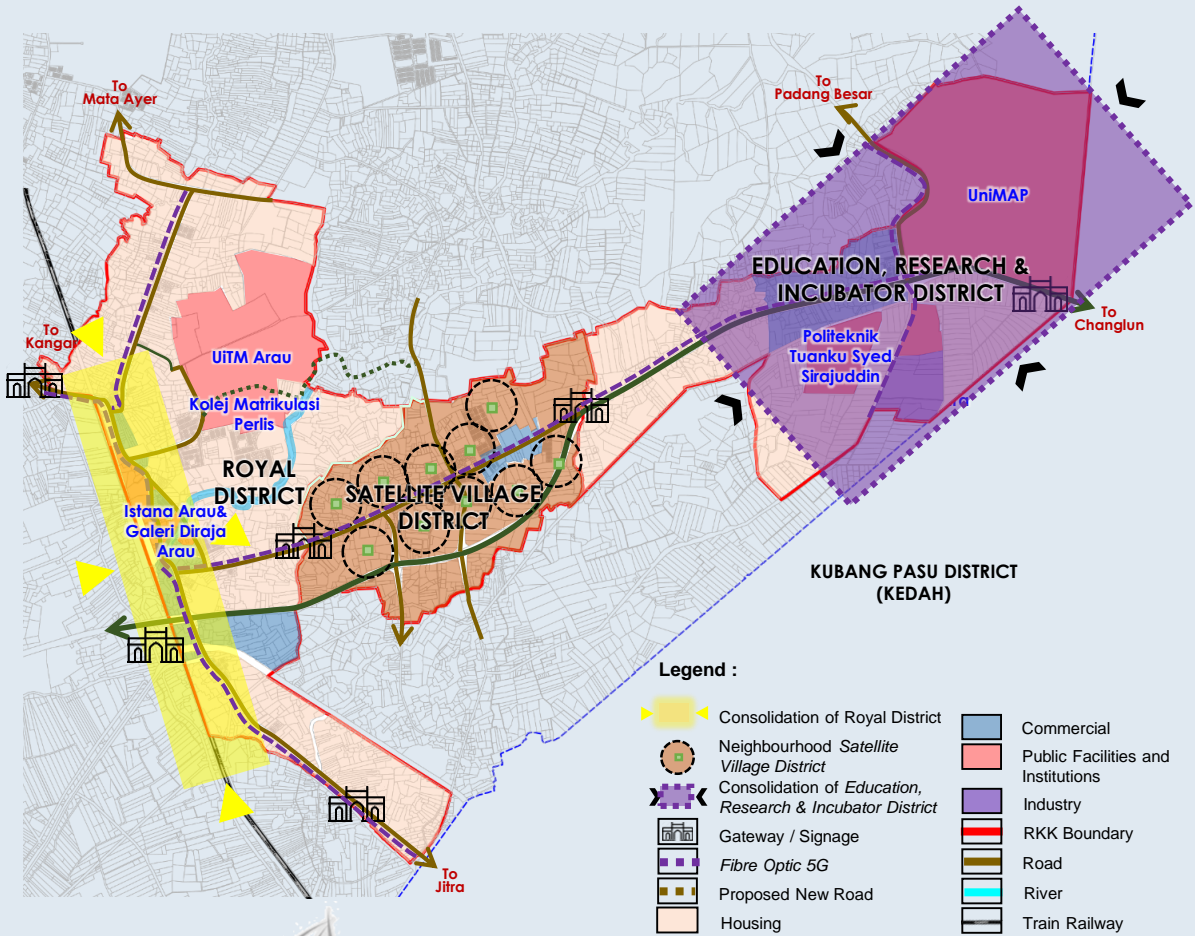 To
Mata Ayer
To
Padang Besar
UniMAP
EDUCATION, RESEARCH &
INCUBATOR DISTRICT
To
Changlun
To
Kangar
UiTM Arau
Politeknik
Tuanku Syed
Sirajuddin
Kolej Matrikulasi
Perlis
ROYAL
DISTRICT
SATELLITE VILLAGE
DISTRICT
Istana Arau&
Galeri Diraja
Arau
KUBANG PASU DISTRICT
(KEDAH)
To
Jitra
Legend :
Consolidation of Royal District
Neighbourhood Satellite
Village District
Consolidation of Education,
Research & Incubator District
Gateway / Signage
Fibre Optic 5G
Proposed New Road
Housing
Commercial
Public Facilities and
Institutions
Industry
RKK Boundary
Road
River
Train Railway